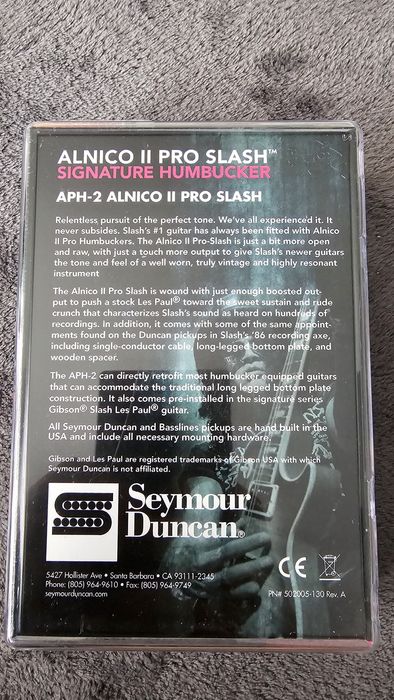 ALNICO II PRO SLASH™
SIGNATURE HUMBUCKER
APH-2 ALNICO II PRO SLASH
Relentless pursuit of the perfect tone. We've all experienced it. It
never subsides. Slash's #1 guitar has always been fitted with Alnico
II Pro Humbuckers. The Alnico II Pro-Slash is just a bit more open
and raw, with just a touch more output to give Slash's newer guitars
the tone and feel of a well worn, truly vintage and highly resonant
instrument
The Alnico II Pro Slash is wound with just enough boosted out-
put to push a stock Les Paul® toward the sweet sustain and rude
crunch that characterizes Slash's sound as heard on hundreds of
recordings. In addition, it comes with some of the same appoint-
ments found on the Duncan pickups in Slash's '86 recording axe,
including single-conductor cable, long-legged bottom plate, and
wooden spacer.
The APH-2 can directly retrofit most humbucker equipped guitars
that can accommodate the traditional long legged bottom plate
construction. It also comes pre-installed in the signature series
Gibson® Slash Les Paul® guitar.
All Seymour Duncan and Basslines pickups are hand built in the
USA and include all necessary mounting hardware.
Gibson and Les Paul are registered trademarks of Gibson USA with which
Seymour Duncan is not affiliated.
Seymour
Duncan®
5427 Hollister Ave • Santa Barbara • CA 93111-2345
Phone: (805) 964-9610 • Fax: (805) 964-9749
seymourduncan.com
CE
PN# 502005-130 Rev. A